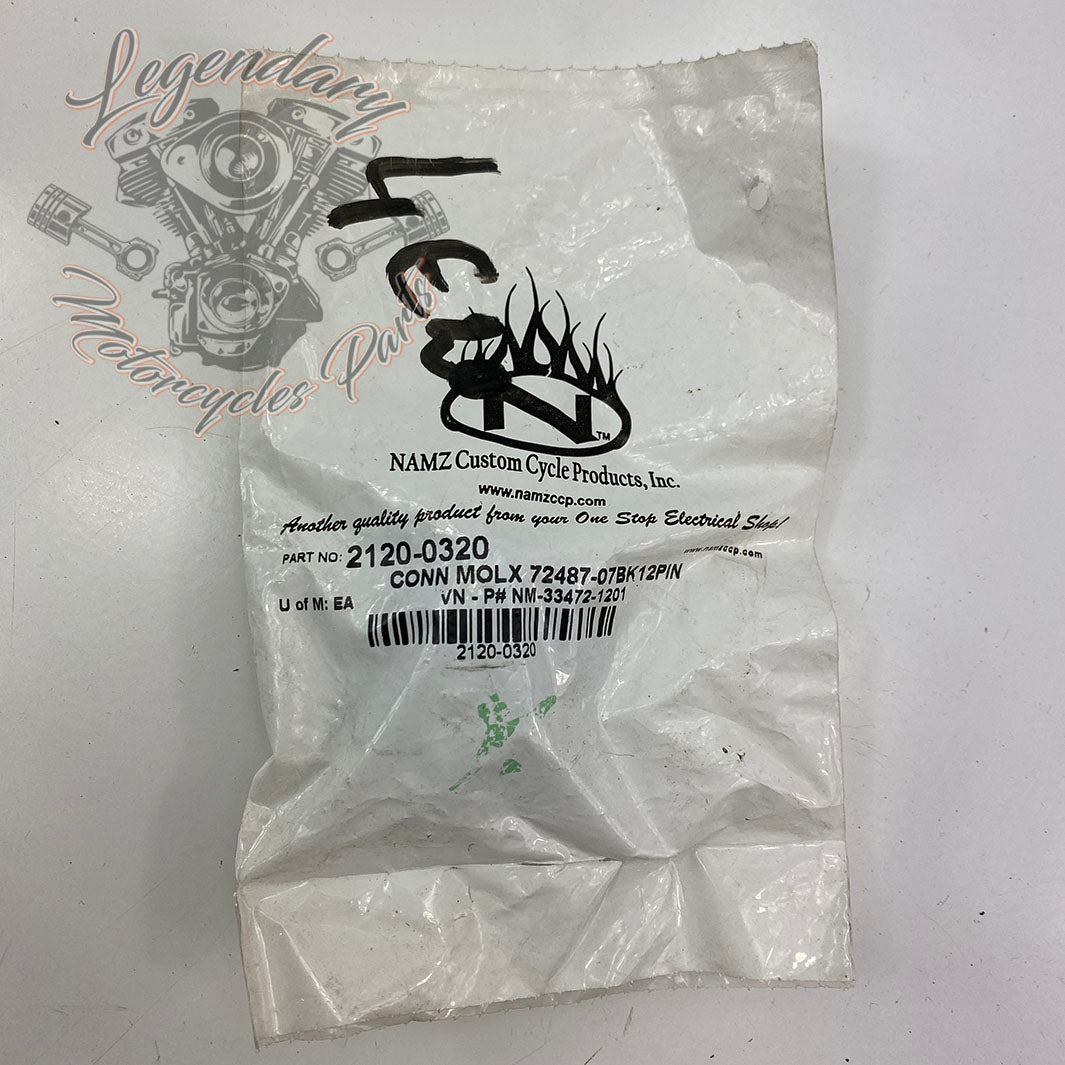 Legendary
Motorcycles Parts
N™
NAMZ Custom Cycle Products, Inc.
www.namzccp.com
Another quality product from your One Stop Electrical Shop!
www.namzccp.com
PART NO: 2120-0320
CONN MOLX 72487-07BK12PIN
U of M: EA
VN - P# NM-33472-1201
2120-0320